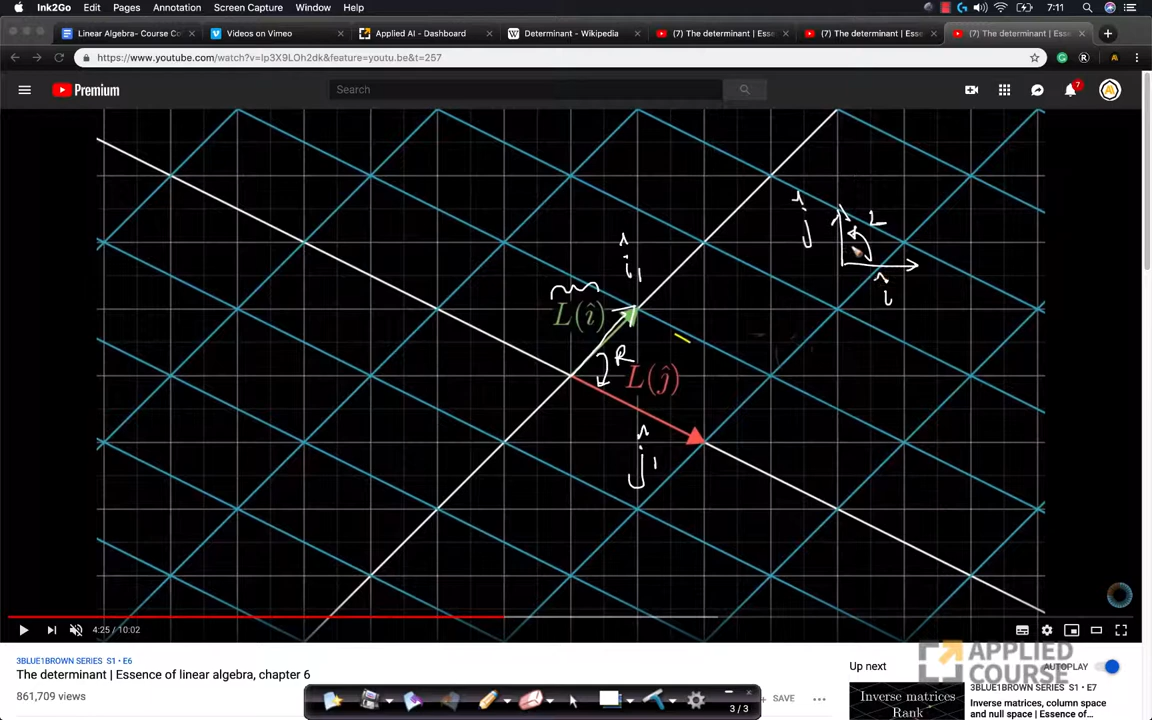 Ink2Go Edit Pages Annotation Screen Capture Window Help 7:11
Linear Algebra- Course Co
Videos on Vimeo
Applied AI - Dashboard
Determinant - Wikipedia
(7) The determinant | Esse
(7) The determinant | Ess
(7) The determinant | Esse
https://www.youtube.com/watch?v=Ip3X9LOh2dk&feature=youtu.be&t=257
Premium
Search
7
ĵ
L
î
î1
L(î)
R
L(ĵ)
ĵ1
4:25 / 10:02
3BLUE1BROWN SERIES S1 • E6
The determinant | Essence of linear algebra, chapter 6
861,709 views
3 / 3
SAVE
Up next
AUTOPLAY
APPLIED
COURSE
Inverse matrices
Rank
3BLUE1BROWN SERIES S1 • E7
Inverse matrices, column space
and null space | Essence of...